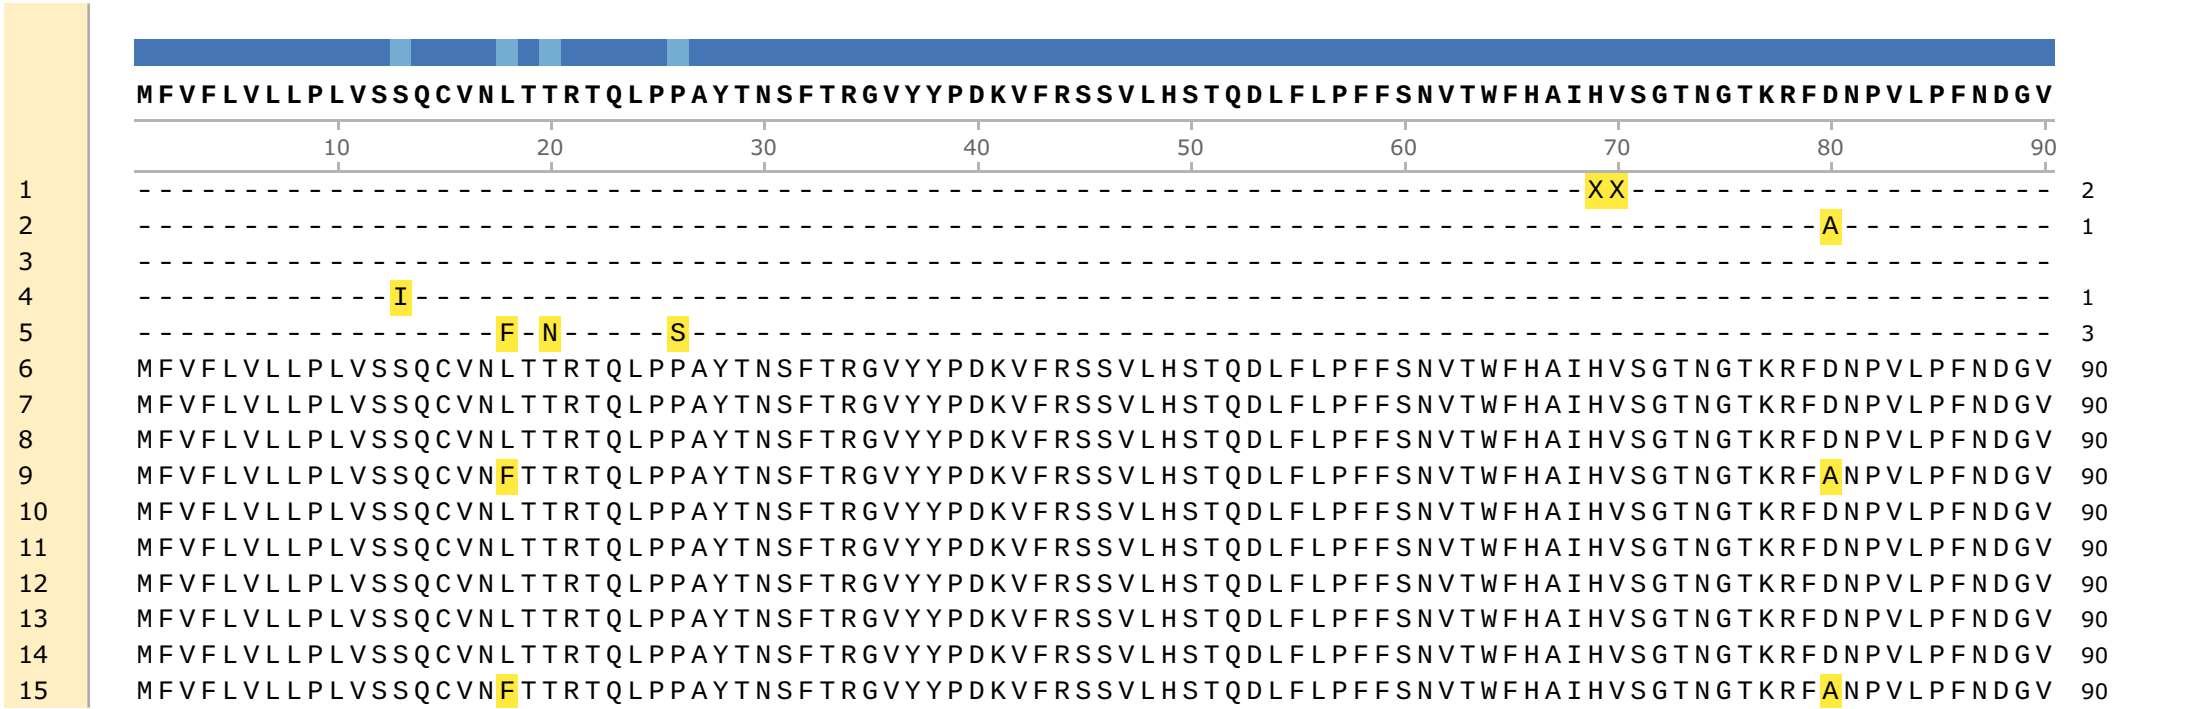 MFVFLVLLPLVSSQCVNLTTRTQLPPAYTNSFTRGVYYPDKVFRSSVLHSTQDLFLPFFSNVTWFHAIHVSGTNGTKRFDNPVLPFNDGV
10 20 30 40 50 60 70 80 90
1 --------------------------------------------------------------------XX-------------------- 2
2 -------------------------------------------------------------------------------A---------- 1
3 ------------------------------------------------------------------------------------------
4 ------------I----------------------------------------------------------------------------- 1
5 -----------------F-N-----S---------------------------------------------------------------- 3
6 MFVFLVLLPLVSSQCVNLTTRTQLPPAYTNSFTRGVYYPDKVFRSSVLHSTQDLFLPFFSNVTWFHAIHVSGTNGTKRFDNPVLPFNDGV 90
7 MFVFLVLLPLVSSQCVNLTTRTQLPPAYTNSFTRGVYYPDKVFRSSVLHSTQDLFLPFFSNVTWFHAIHVSGTNGTKRFDNPVLPFNDGV 90
8 MFVFLVLLPLVSSQCVNLTTRTQLPPAYTNSFTRGVYYPDKVFRSSVLHSTQDLFLPFFSNVTWFHAIHVSGTNGTKRFDNPVLPFNDGV 90
9 MFVFLVLLPLVSSQCVNFTTRTQLPPAYTNSFTRGVYYPDKVFRSSVLHSTQDLFLPFFSNVTWFHAIHVSGTNGTKRFANPVLPFNDGV 90
10 MFVFLVLLPLVSSQCVNLTTRTQLPPAYTNSFTRGVYYPDKVFRSSVLHSTQDLFLPFFSNVTWFHAIHVSGTNGTKRFDNPVLPFNDGV 90
11 MFVFLVLLPLVSSQCVNLTTRTQLPPAYTNSFTRGVYYPDKVFRSSVLHSTQDLFLPFFSNVTWFHAIHVSGTNGTKRFDNPVLPFNDGV 90
12 MFVFLVLLPLVSSQCVNLTTRTQLPPAYTNSFTRGVYYPDKVFRSSVLHSTQDLFLPFFSNVTWFHAIHVSGTNGTKRFDNPVLPFNDGV 90
13 MFVFLVLLPLVSSQCVNLTTRTQLPPAYTNSFTRGVYYPDKVFRSSVLHSTQDLFLPFFSNVTWFHAIHVSGTNGTKRFDNPVLPFNDGV 90
14 MFVFLVLLPLVSSQCVNLTTRTQLPPAYTNSFTRGVYYPDKVFRSSVLHSTQDLFLPFFSNVTWFHAIHVSGTNGTKRFDNPVLPFNDGV 90
15 MFVFLVLLPLVSSQCVNFTTRTQLPPAYTNSFTRGVYYPDKVFRSSVLHSTQDLFLPFFSNVTWFHAIHVSGTNGTKRFANPVLPFNDGV 90